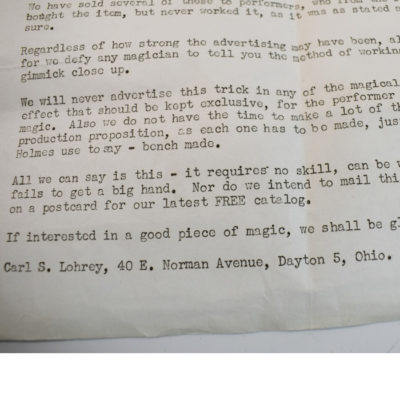 We have sold several of these to performers, who from the
bought the item, but never worked it, as it was as stated a
sure.
Regardless of how strong the advertising may have been, al
for we defy any magician to tell you the method of workin
gimmick close up.
We will never advertise this trick in any of the magical
effect that should be kept exclusive, for the performer
magic. Also we do not have the time to make a lot of th
production proposition, as each one has to be made, jus
Holmes use to say - bench made.
All we can say is this - it requires no skill, can be w
fails to get a big hand. Nor do we intend to mail thi
on a postcard for our latest FREE catalog.
If interested in a good piece of magic, we shall be gl
Carl S. Lohrey, 40 E. Norman Avenue, Dayton 5, Ohio.